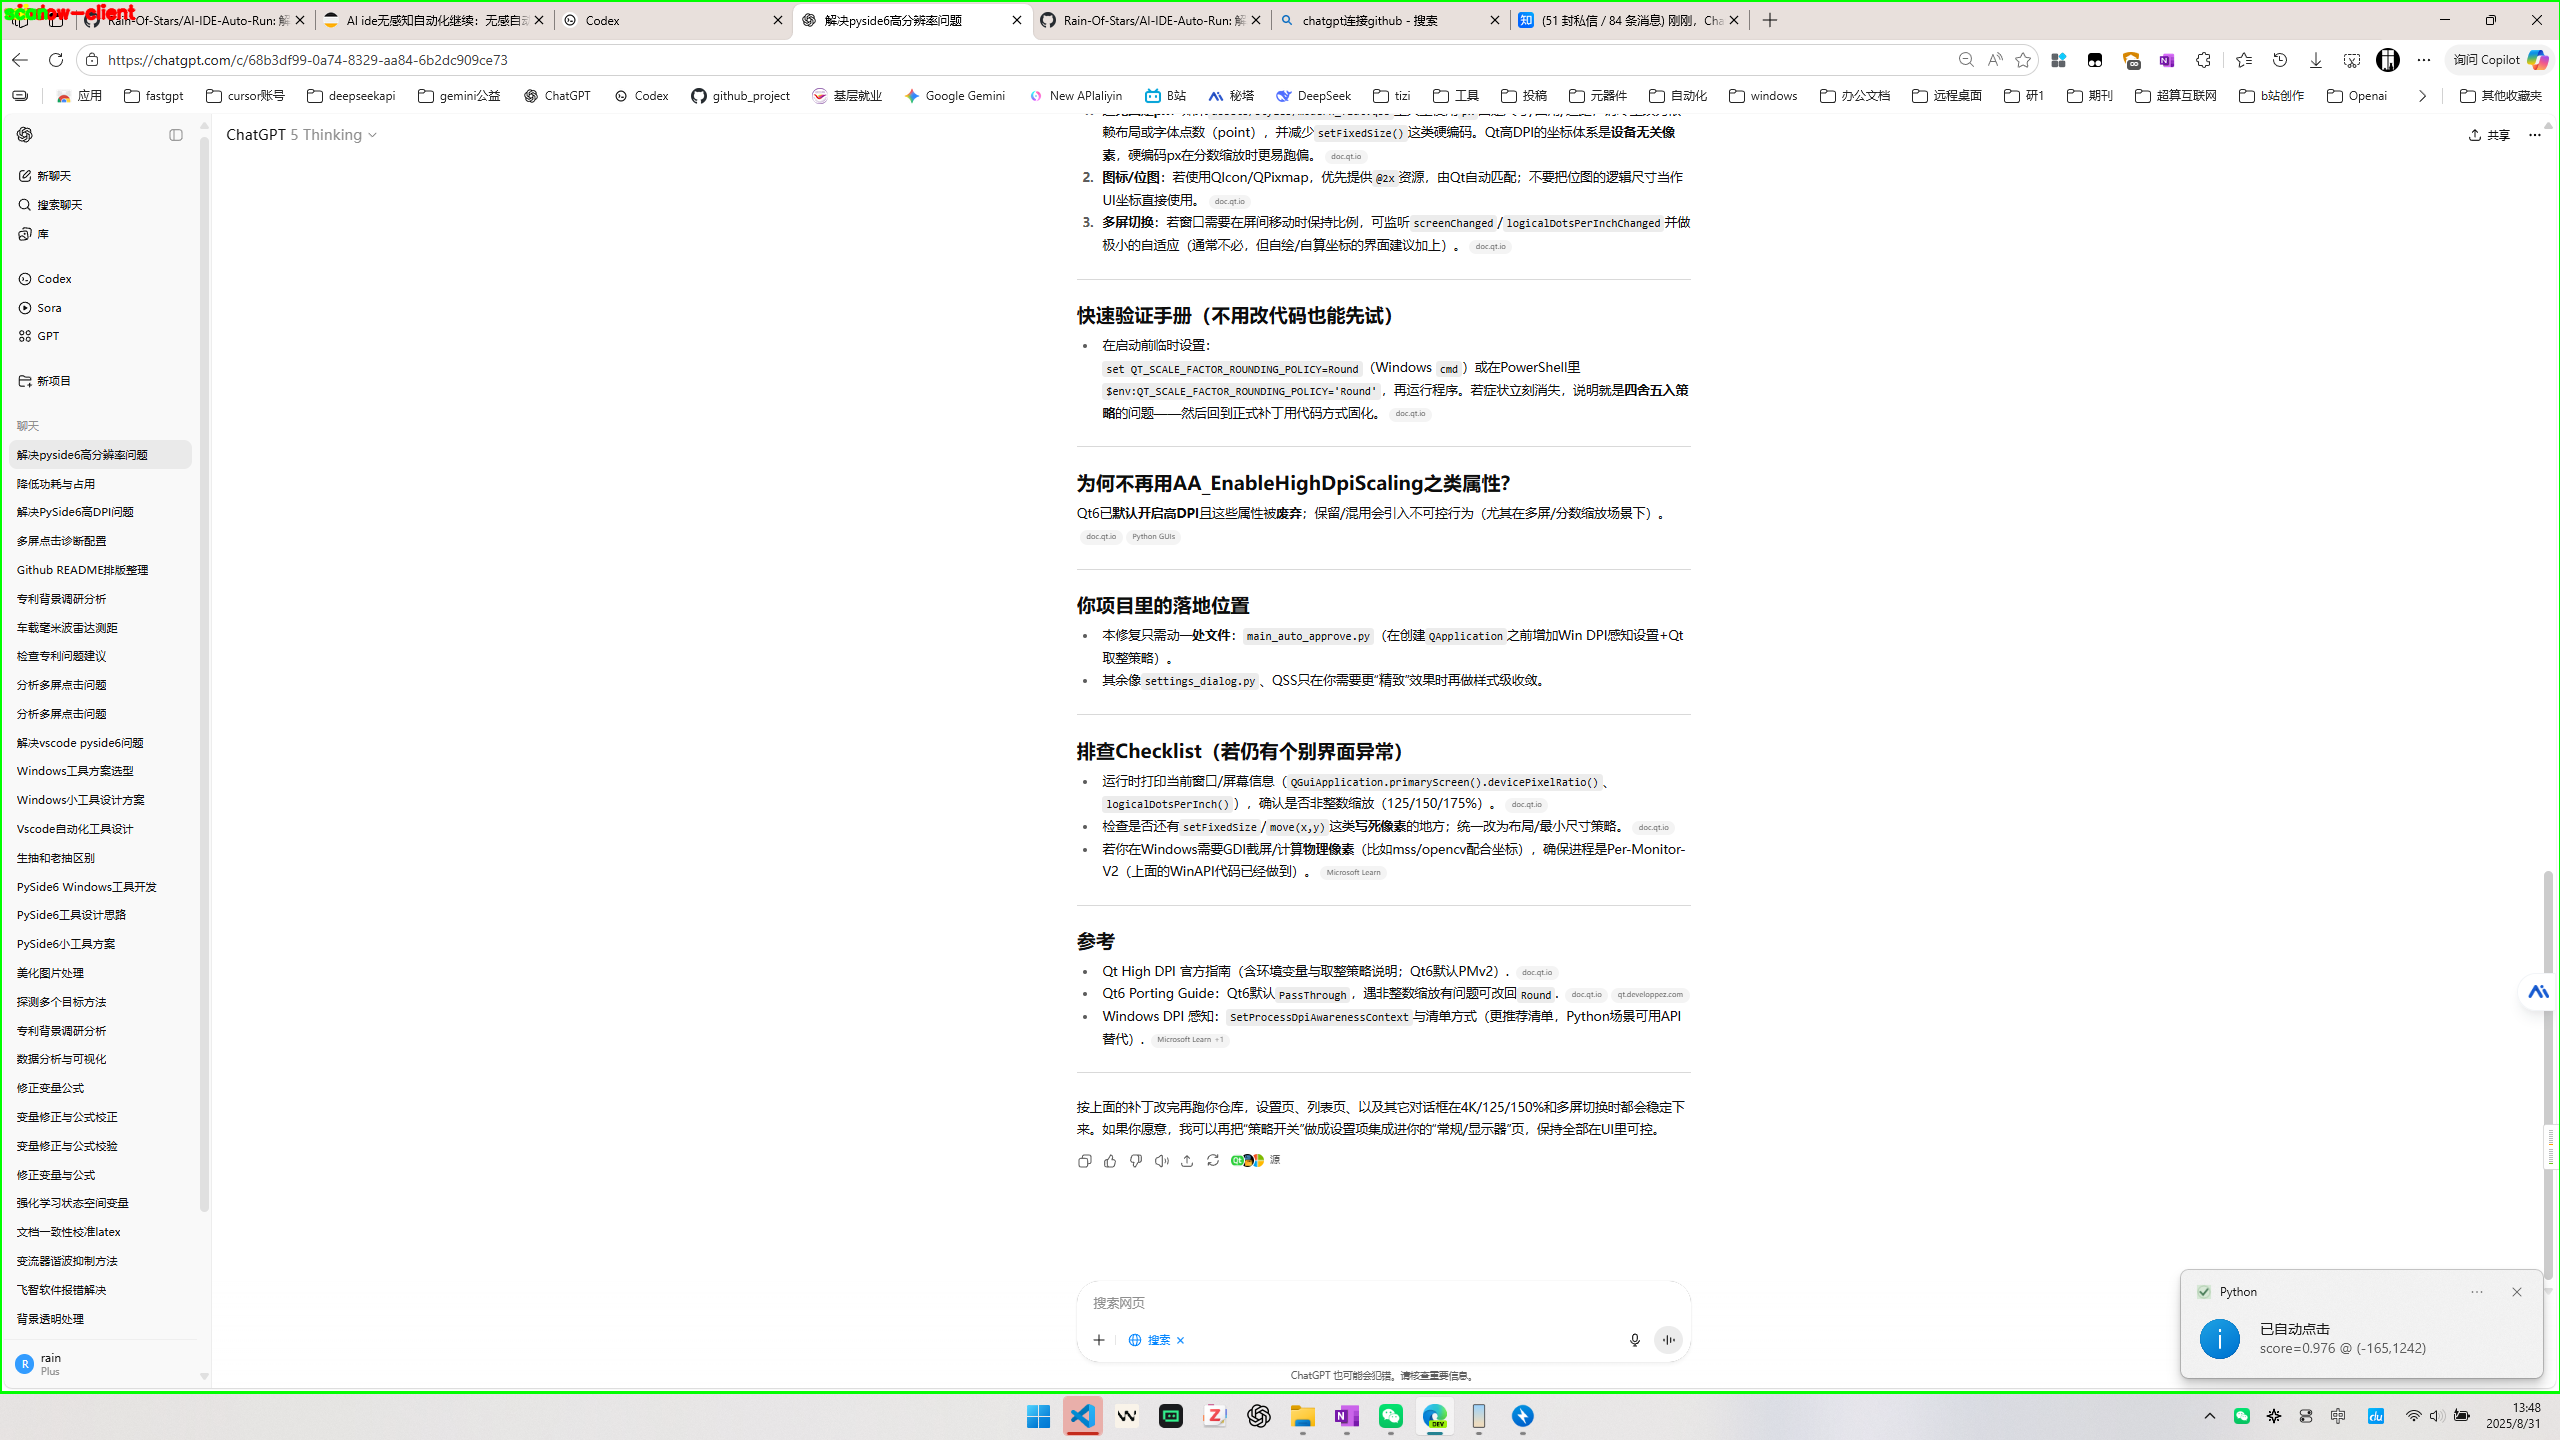 Rain-Of-Stars/AI-IDE-Auto-Run: 解
AI ide无感知自动化继续：无感自动
Codex
解决pyside6高分辨率问题
Rain-Of-Stars/AI-IDE-Auto-Run: 解
chatgpt连接github - 搜索
(51 封私信 / 84 条消息) 刚刚，Cha
https://chatgpt.com/c/68b3df99-0a74-8329-aa84-6b2dc909ce73
询问 Copilot
应用
fastgpt
cursor账号
deepseekapi
gemini公益
ChatGPT
Codex
github_project
基层就业
Google Gemini
New APIaliyin
B站
秘塔
DeepSeek
tizi
工具
投稿
元器件
自动化
windows
办公文档
远程桌面
研1
期刊
超算互联网
b站创作
Openai
其他收藏夹
ChatGPT 5 Thinking
共享
新聊天
搜索聊天
库
Codex
Sora
GPT
新项目
聊天
解决pyside6高分辨率问题
降低功耗与占用
解决PySide6高DPI问题
多屏点击诊断配置
Github README排版整理
专利背景调研分析
车载毫米波雷达测距
检查专利问题建议
分析多屏点击问题
分析多屏点击问题
解决vscode pyside6问题
Windows工具方案选型
Windows小工具设计方案
Vscode自动化工具设计
生抽和老抽区别
PySide6 Windows工具开发
PySide6工具设计思路
PySide6小工具方案
美化图片处理
探测多个目标方法
专利背景调研分析
数据分析与可视化
修正变量公式
变量修正与公式校正
变量修正与公式校验
修正变量与公式
强化学习状态空间变量
文档一致性校准latex
变流器谐波抑制方法
飞智软件报错解决
背景透明处理
rain
Plus
赖布局或字体点数（point），并减少 setFixedSize() 这类硬编码。Qt高DPI的坐标体系是设备无关像
素，硬编码px在分数缩放时更易跑偏。 doc.qt.io
2. 图标/位图：若使用QIcon/QPixmap，优先提供 @2x 资源，由Qt自动匹配；不要把位图的逻辑尺寸当作
UI坐标直接使用。 doc.qt.io
3. 多屏切换：若窗口需要在屏间移动时保持比例，可监听 screenChanged / logicalDotsPerInchChanged 并做
极小的自适应（通常不必，但自绘/自算坐标的界面建议加上）。 doc.qt.io
快速验证手册（不用改代码也能先试）
• 在启动前临时设置：
set QT_SCALE_FACTOR_ROUNDING_POLICY=Round（Windows cmd ）或在PowerShell里
$env:QT_SCALE_FACTOR_ROUNDING_POLICY='Round' ，再运行程序。若症状立刻消失，说明就是四舍五入策
略的问题——然后回到正式补丁用代码方式固化。 doc.qt.io
为何不再用AA_EnableHighDpiScaling之类属性？
Qt6已默认开启高DPI且这些属性被废弃；保留/混用会引入不可控行为（尤其在多屏/分数缩放场景下）。
doc.qt.io Python GUIs
你项目里的落地位置
• 本修复只需动一处文件： main_auto_approve.py（在创建 QApplication 之前增加Win DPI感知设置+Qt
取整策略）。
• 其余像 settings_dialog.py 、QSS只在你需要更“精致”效果时再做样式级收敛。
排查Checklist（若仍有个别界面异常）
• 运行时打印当前窗口/屏幕信息（ QGuiApplication.primaryScreen().devicePixelRatio() 、
logicalDotsPerInch() ），确认是否非整数缩放（125/150/175%）。 doc.qt.io
• 检查是否还有 setFixedSize / move(x,y) 这类写死像素的地方；统一改为布局/最小尺寸策略。 doc.qt.io
• 若你在Windows需要GDI截屏/计算物理像素（比如mss/opencv配合坐标），确保进程是Per-Monitor-
V2（上面的WinAPI代码已经做到）。 Microsoft Learn
参考
• Qt High DPI 官方指南（含环境变量与取整策略说明；Qt6默认PMv2）. doc.qt.io
• Qt6 Porting Guide：Qt6默认 PassThrough ，遇非整数缩放有问题可改回 Round . doc.qt.io qt.developpez.com
• Windows DPI 感知： SetProcessDpiAwarenessContext 与清单方式（更推荐清单，Python场景可用API
替代）. Microsoft Learn +1
按上面的补丁改完再跑你仓库，设置页、列表页、以及其它对话框在4K/125/150%和多屏切换时都会稳定下
来。如果你愿意，我可以再把“策略开关”做成设置项集成进你的“常规/显示器”页，保持全部在UI里可控。
源
搜索网页
搜索
ChatGPT 也可能会犯错。请核查重要信息。
Python
已自动点击
score=0.976 @ (-165,1242)
中
13:48
2025/8/31